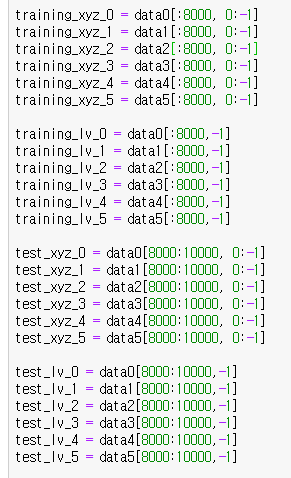 training_xyz_0 = data0[:8000, 0:-1]
training_xyz_1 = data1[:8000, 0:-1]
training_xyz_2 = data2[:8000, 0:-1]
training_xyz_3 = data3[:8000, 0:-1]
training_xyz_4 = data4[:8000, 0:-1]
training_xyz_5 = data5[:8000, 0:-1]

training_lv_0 = data0[:8000,-1]
training_lv_1 = data1[:8000,-1]
training_lv_2 = data2[:8000,-1]
training_lv_3 = data3[:8000,-1]
training_lv_4 = data4[:8000,-1]
training_lv_5 = data5[:8000,-1]

test_xyz_0 = data0[8000:10000, 0:-1]
test_xyz_1 = data1[8000:10000, 0:-1]
test_xyz_2 = data2[8000:10000, 0:-1]
test_xyz_3 = data3[8000:10000, 0:-1]
test_xyz_4 = data4[8000:10000, 0:-1]
test_xyz_5 = data5[8000:10000, 0:-1]

test_lv_0 = data0[8000:10000,-1]
test_lv_1 = data1[8000:10000,-1]
test_lv_2 = data2[8000:10000,-1]
test_lv_3 = data3[8000:10000,-1]
test_lv_4 = data4[8000:10000,-1]
test_lv_5 = data5[8000:10000,-1]